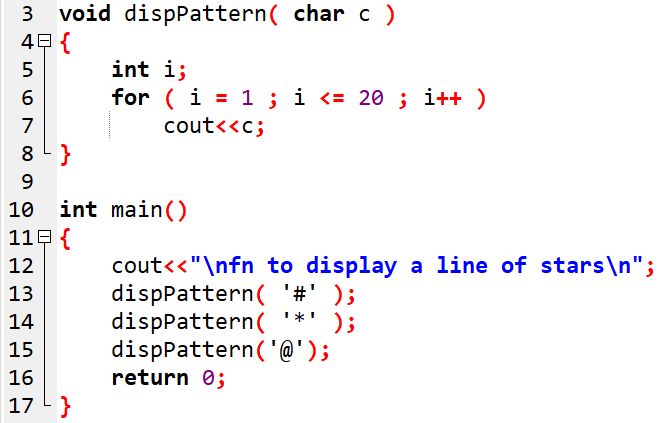 3 void dispPattern( char c )
4 {
5     int i;
6     for ( i = 1 ; i <= 20 ; i++ )
7         cout<<c;
8 }
9
10 int main()
11 {
12     cout<<"\nfn to display a line of stars\n";
13     dispPattern( '#' );
14     dispPattern( '*' );
15     dispPattern('@');
16     return 0;
17 }